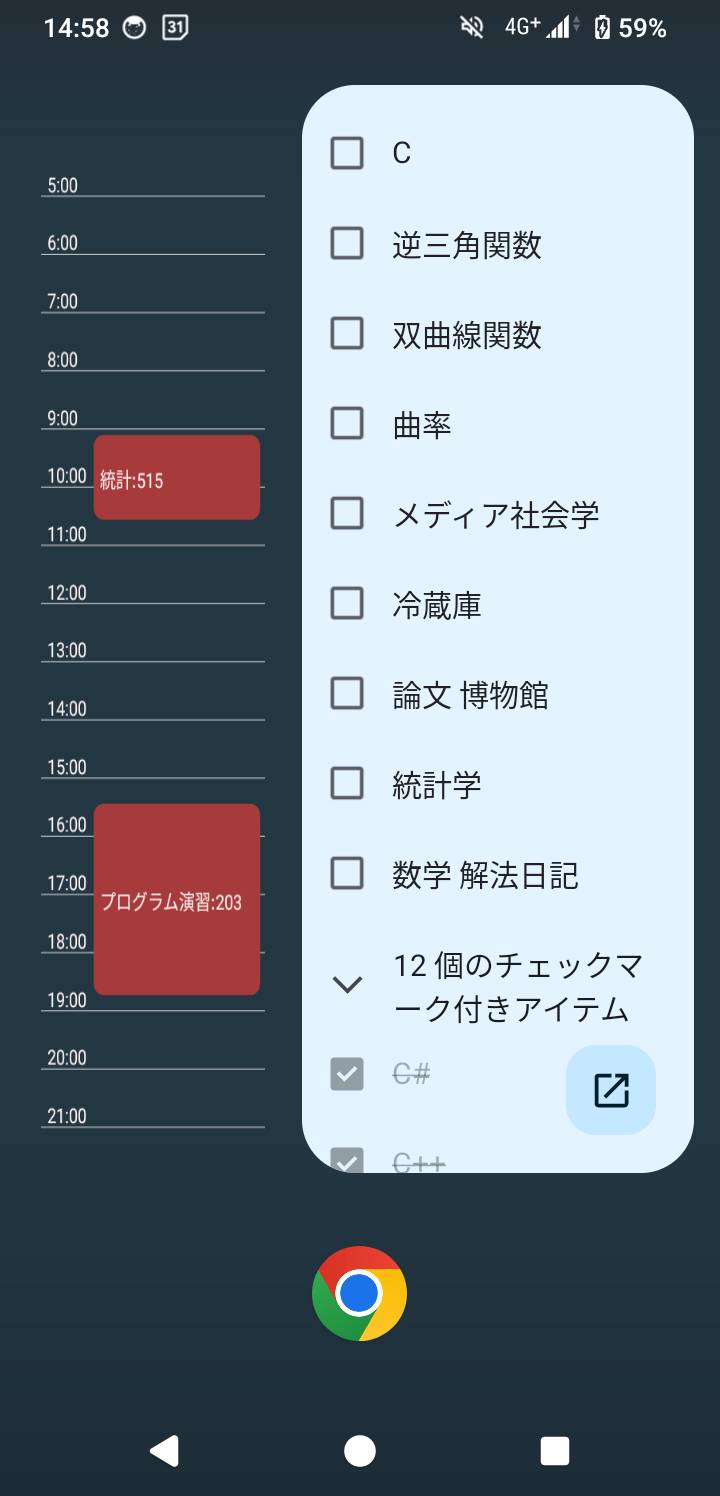 14:58 31 4G+ 59%
5:00
6:00
7:00
8:00
9:00
10:00 統計:515
11:00
12:00
13:00
14:00
15:00
16:00
17:00 プログラム演習:203
18:00
19:00
20:00
21:00
C
逆三角関数
双曲線関数
曲率
メディア社会学
冷蔵庫
論文 博物館
統計学
数学 解法日記
12 個のチェックマ
ーク付きアイテム
C#
C++